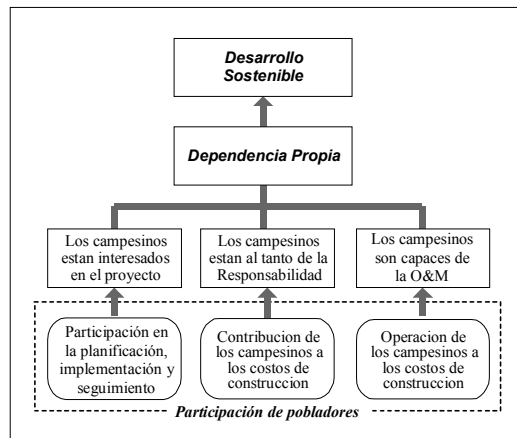 Desarrollo
Sostenible
Dependencia Propia
Los campesinos
estan interesados
en el proyecto
Los campesinos
estan al tanto de la
Responsabilidad
Los campesinos
son capaces de
la O&M
Participación en
la planificación,
implementación y
seguimiento
Contribucion de
los campesinos a
los costos de
construccion
Operacion de
los campesinos a
los costos de
construccion
Participación de pobladores